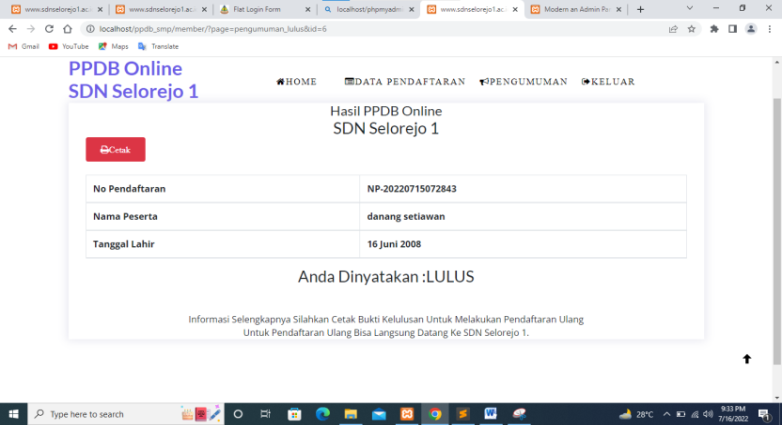 www.sdnselorejo1.ac. x www.sdnselorejo1.ac. x Flat Login Form x localhost/phpmyadm x www.sdnselorejo1.ac. x Modern an Admin Pa x +
localhost/ppdb_smp/member/?page=pengumuman_lulus&id=6
Gmail YouTube Maps Translate
PPDB Online
SDN Selorejo 1
HOME DATA PENDAFTARAN PENGUMUMAN KELUAR
Hasil PPDB Online
SDN Selorejo 1
Cetak
No Pendaftaran NP-20220715072843
Nama Peserta danang setiawan
Tanggal Lahir 16 Juni 2008
Anda Dinyatakan :LULUS
Informasi Selengkapnya Silahkan Cetak Bukti Kelulusan Untuk Melakukan Pendaftaran Ulang
Untuk Pendaftaran Ulang Bisa Langsung Datang Ke SDN Selorejo 1.
Type here to search
28°C 9:33 PM
7/16/2022